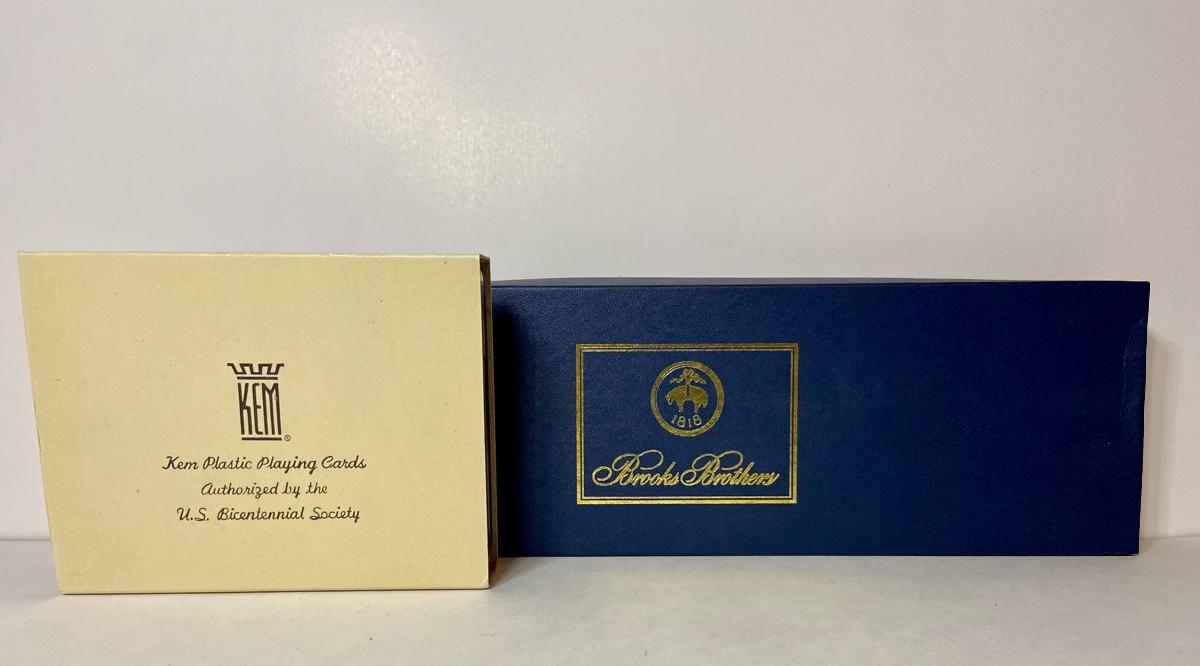 KEM®
Kem Plastic Playing Cards
Authorized by the
U.S. Bicentennial Society
1818
Brooks Brothers